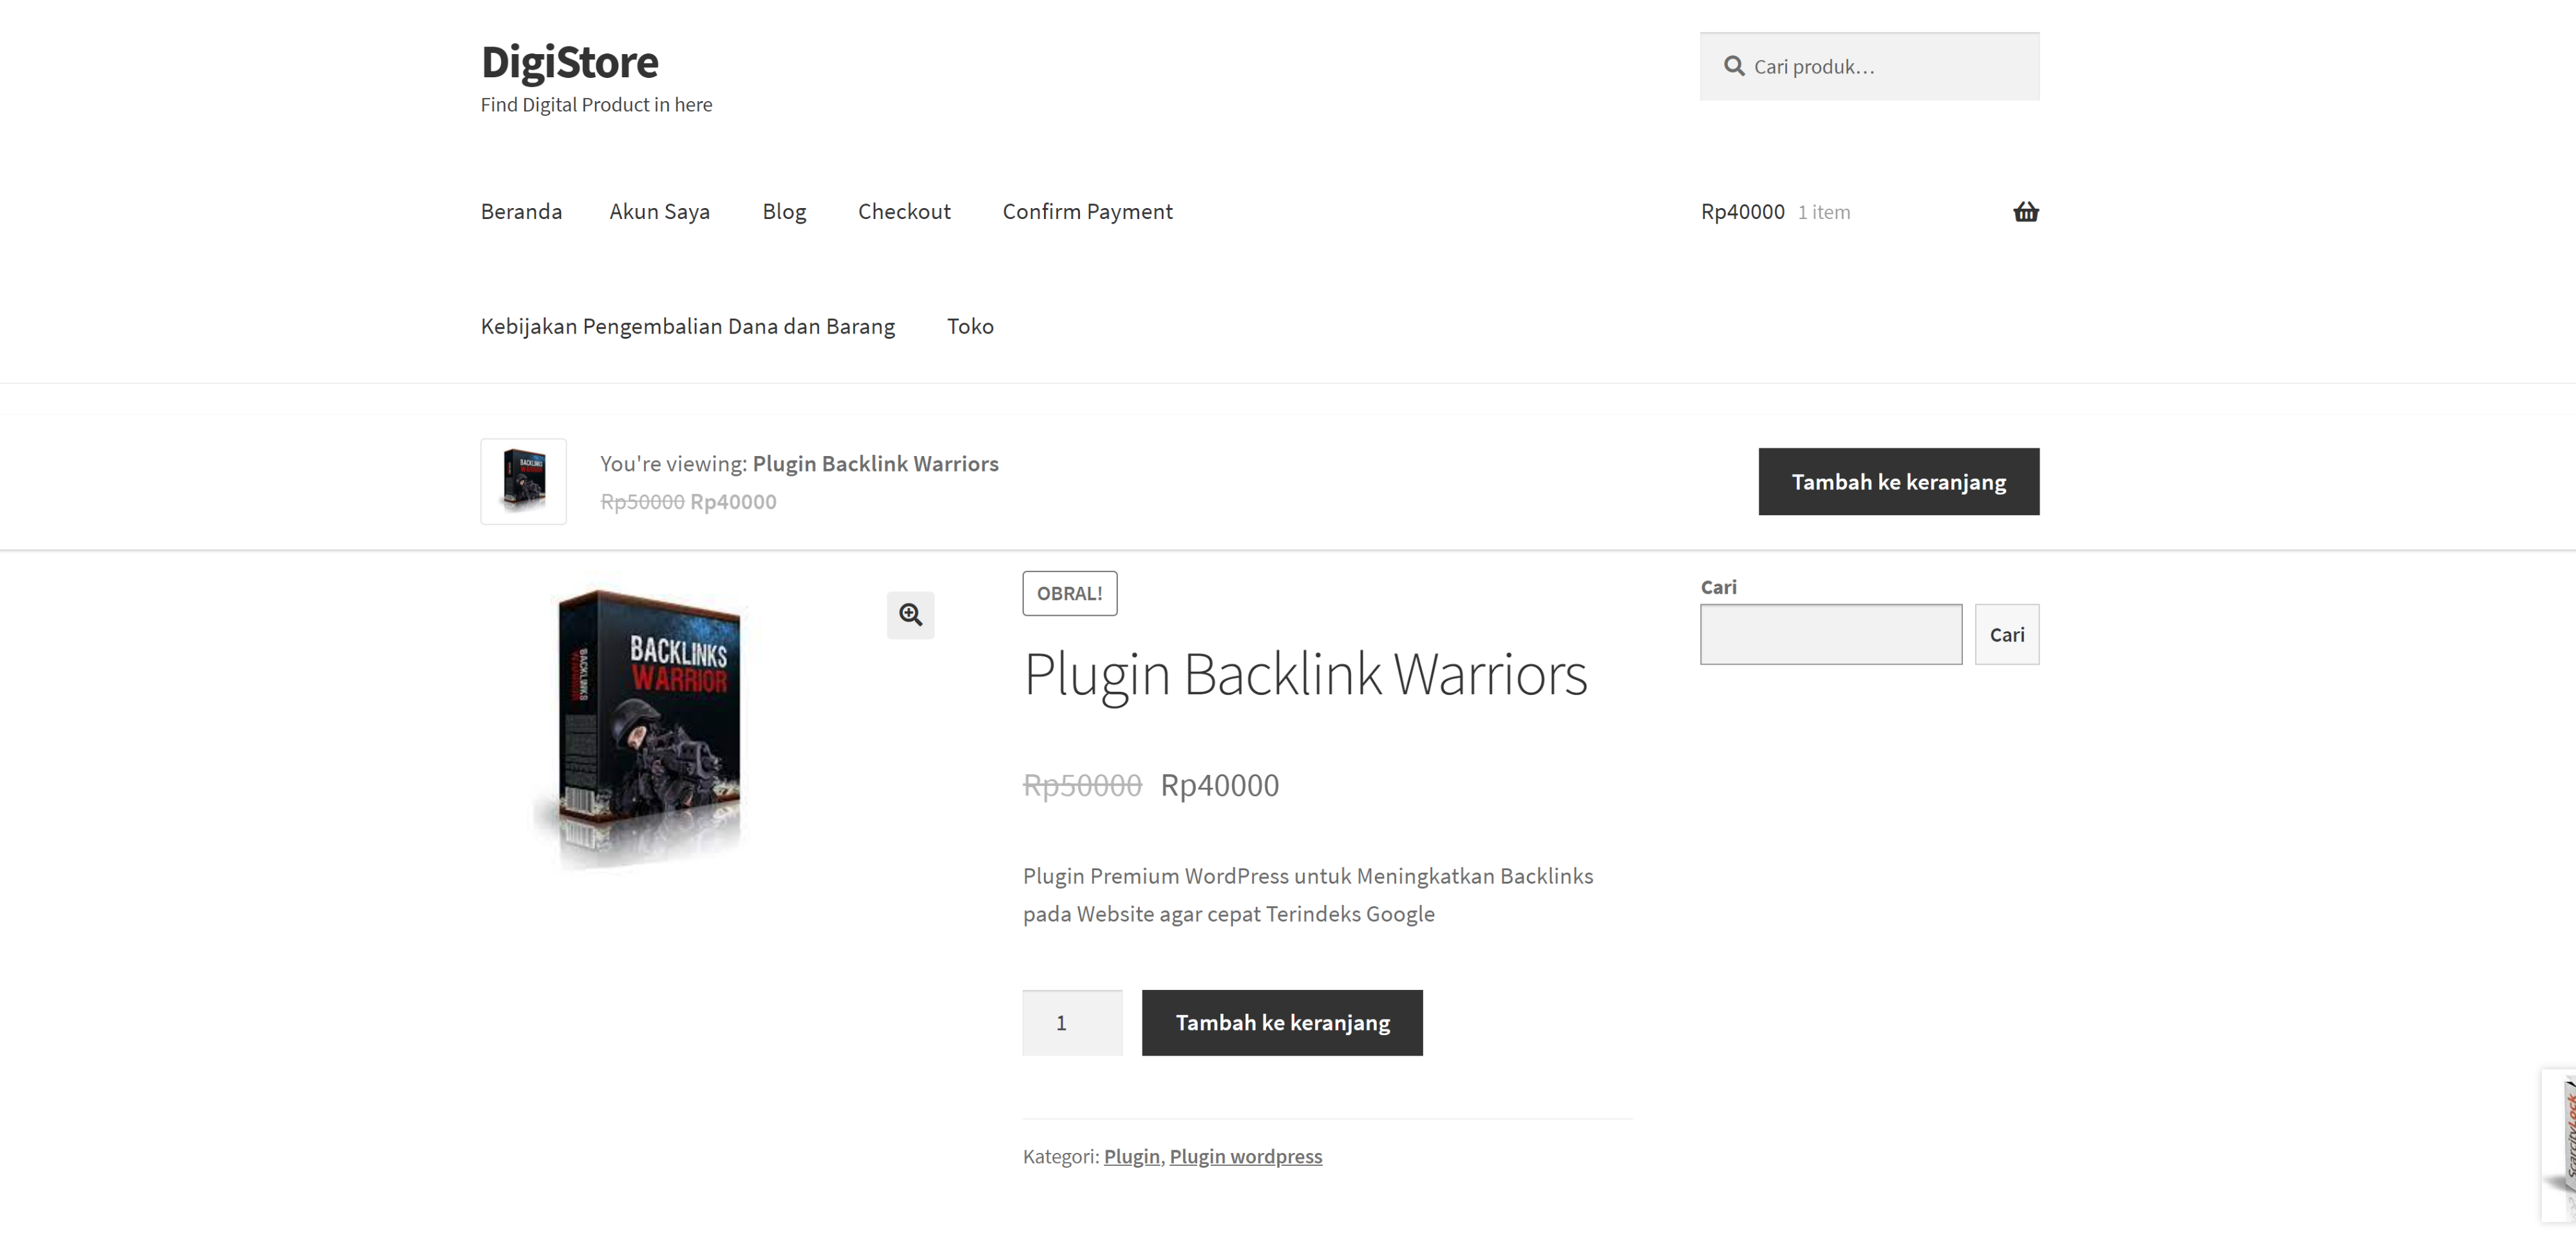 DigiStore
Find Digital Product in here
Cari produk…
Beranda Akun Saya Blog Checkout Confirm Payment
Rp40000 1 item
Kebijakan Pengembalian Dana dan Barang Toko
You're viewing: Plugin Backlink Warriors
Rp50000 Rp40000
Tambah ke keranjang
BACKLINKS
WARRIOR
BACKLINKS
WARRIOR
OBRAL!
Plugin Backlink Warriors
Rp50000 Rp40000
Plugin Premium WordPress untuk Meningkatkan Backlinks
pada Website agar cepat Terindeks Google
1
Tambah ke keranjang
Kategori: Plugin, Plugin wordpress
Cari
Cari
ScarcityLock